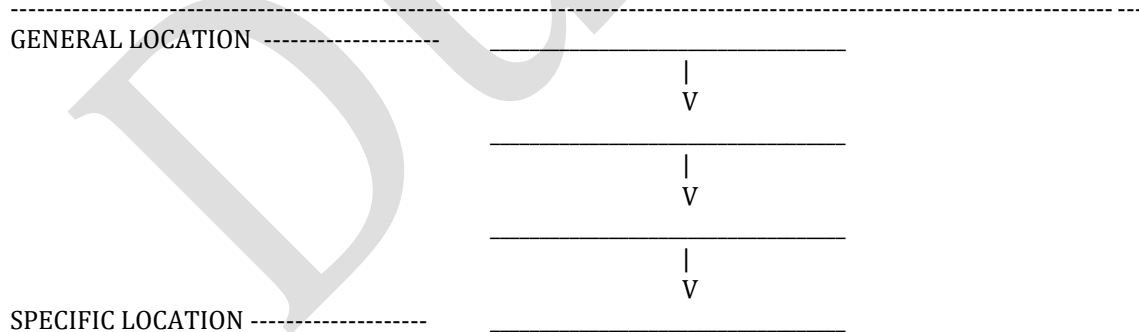 GENERAL LOCATION --------------------
|
V
|
V
|
V
SPECIFIC LOCATION --------------------